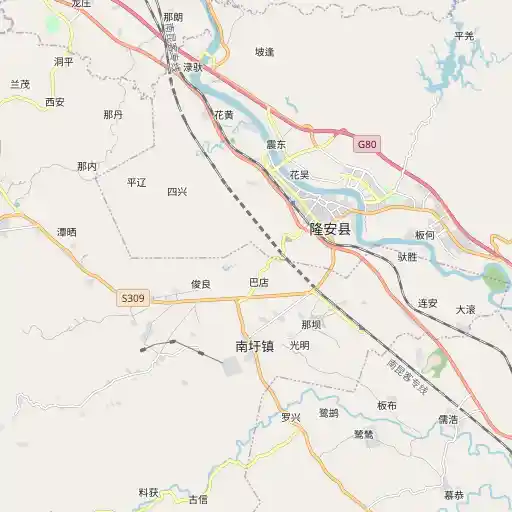 龙庄
那朗
平羌
坡逢
洞平
渌驮
兰茂
西安
那丹
花黄
震东
G80
那内
花吴
平辽
四兴
潭晒
隆安县
板何
驮胜
俊良
巴店
S309
连安
大滚
那坝
南圩镇
光明
南昆客专线
板布
罗兴
鹭鹚
儒浩
鹭鸶
料获
古信
慕恭